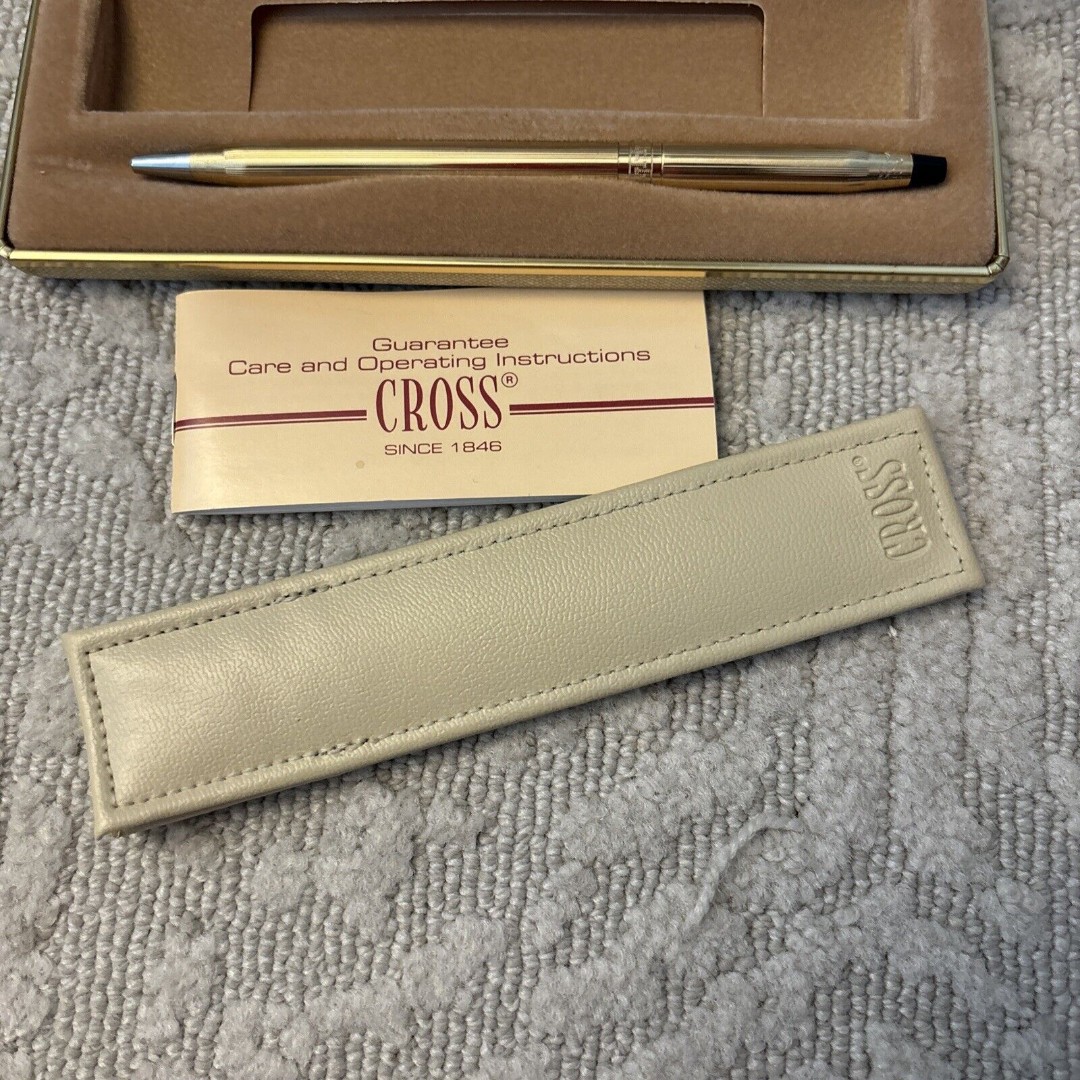 Guarantee
Care and Operating Instructions
CROSS®
SINCE 1846
CROSS